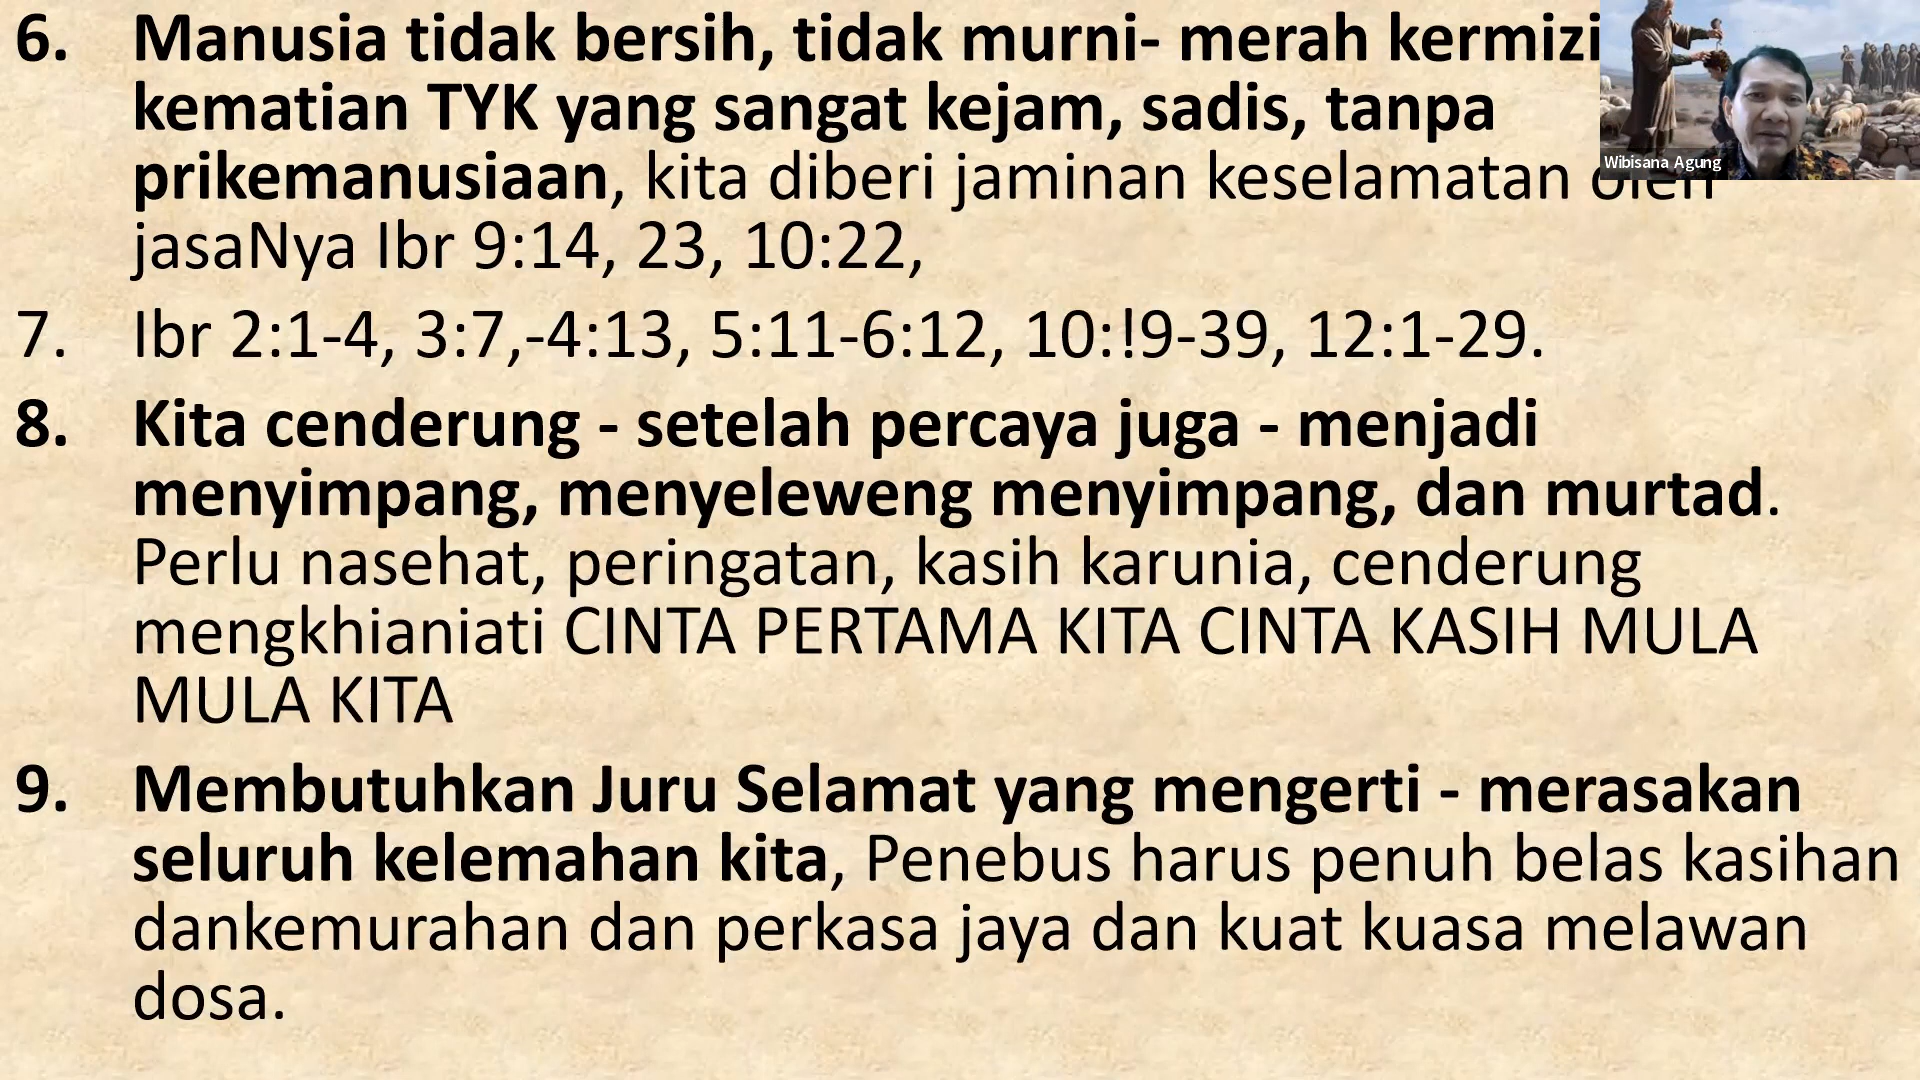 6. Manusia tidak bersih, tidak murni- merah kermizi
kematian TYK yang sangat kejam, sadis, tanpa
prikemanusiaan, kita diberi jaminan keselamatan oleh
jasaNya Ibr 9:14, 23, 10:22,
7. Ibr 2:1-4, 3:7,-4:13, 5:11-6:12, 10:!9-39, 12:1-29.
8. Kita cenderung - setelah percaya juga - menjadi
menyimpang, menyeleweng menyimpang, dan murtad.
Perlu nasehat, peringatan, kasih karunia, cenderung
mengkhianiati CINTA PERTAMA KITA CINTA KASIH MULA
MULA KITA
9. Membutuhkan Juru Selamat yang mengerti - merasakan
seluruh kelemahan kita, Penebus harus penuh belas kasihan
dankemurahan dan perkasa jaya dan kuat kuasa melawan
dosa.
Wibisana Agung